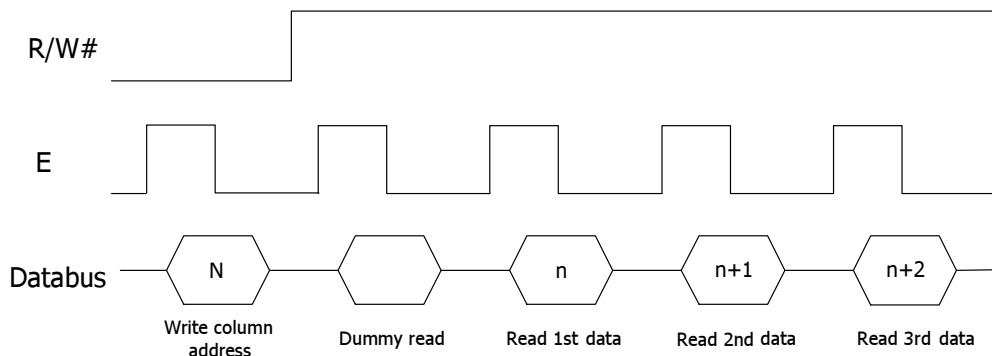 R/W#
E
Databus
N
n
n+1
n+2
Write column
address
Dummy read
Read 1st data
Read 2nd data
Read 3rd data